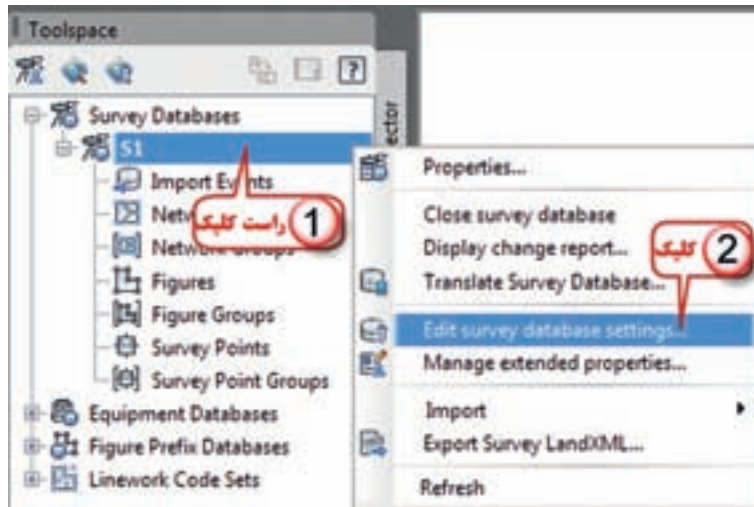 Toolspace
?
Survey Databases
S1
Import Events
Netw
Network Groups
Figures
Figure Groups
Survey Points
Survey Point Groups
Equipment Databases
Figure Prefix Databases
Linework Code Sets
ector
1 راست کلیک
Properties...
Close survey database
Display change report...
Translate Survey Database...
2 کلیک
Edit survey database settings...
Manage extended properties...
Import
Export Survey LandXML...
Refresh